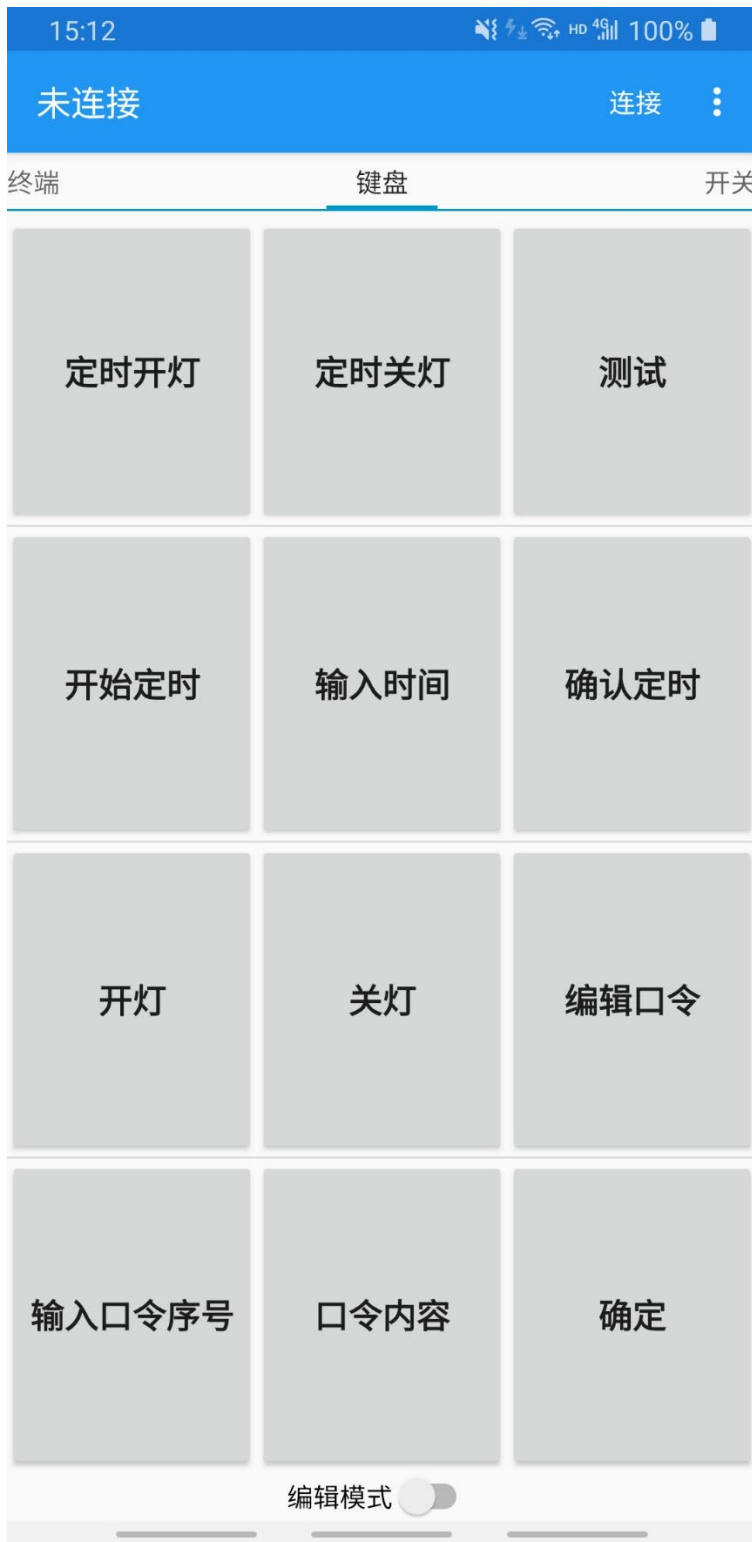 15:12 HD 4G 100%
未连接 连接
终端 键盘 开关
定时开灯 定时关灯 测试
开始定时 输入时间 确认定时
开灯 关灯 编辑口令
输入口令序号 口令内容 确定
编辑模式